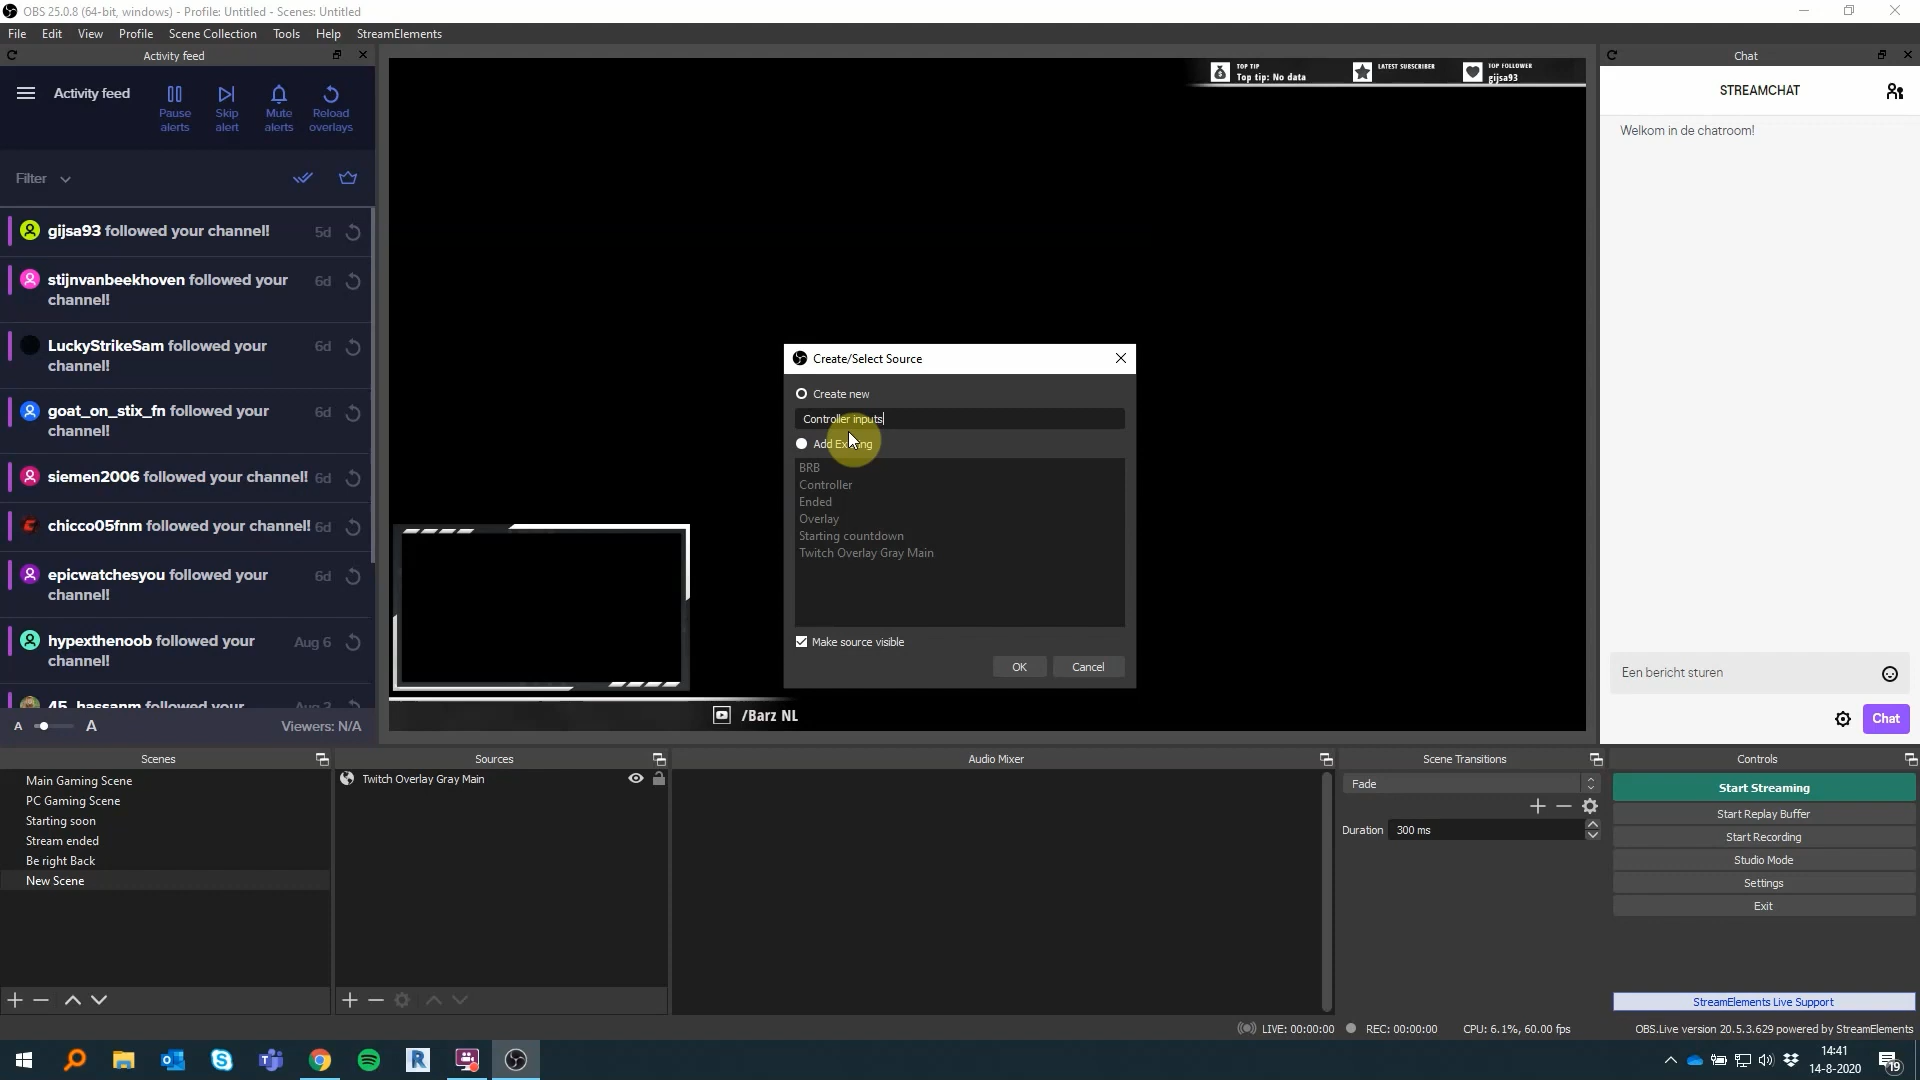 OBS 25.0.8 (64-bit, windows) - Profile: Untitled - Scenes: Untitled
File Edit View Profile Scene Collection Tools Help StreamElements
Activity feed
Activity feed
Pause alerts
Skip alert
Mute alerts
Reload overlays
Filter
gijsa93 followed your channel! 5d
stijnvanbeekhoven followed your 6d
channel!
LuckyStrikeSam followed your 6d
channel!
goat_on_stix_fn followed your 6d
channel!
siemen2006 followed your channel! 6d
chicco05fnm followed your channel! 6d
epicwatchesyou followed your 6d
channel!
hypexthenoob followed your Aug 6
channel!
45_hassanm followed your
A A Viewers: N/A
TOP TIP
Top tip: No data
LATEST SUBSCRIBER
TOP FOLLOWER
gijsa93
/Barz NL
Create/Select Source
Create new
Controller inputs
Add Existing
BRB
Controller
Ended
Overlay
Starting countdown
Twitch Overlay Gray Main
Make source visible
OK Cancel
Chat
STREAMCHAT
Welkom in de chatroom!
Een bericht sturen
Chat
Scenes
Main Gaming Scene
PC Gaming Scene
Starting soon
Stream ended
Be right Back
New Scene
Sources
Twitch Overlay Gray Main
Audio Mixer
Scene Transitions
Fade
Duration 300 ms
Controls
Start Streaming
Start Replay Buffer
Start Recording
Studio Mode
Settings
Exit
StreamElements Live Support
LIVE: 00:00:00 REC: 00:00:00 CPU: 6.1%, 60.00 fps OBS.Live version 20.5.3.629 powered by StreamElements
14:41
14-8-2020
19